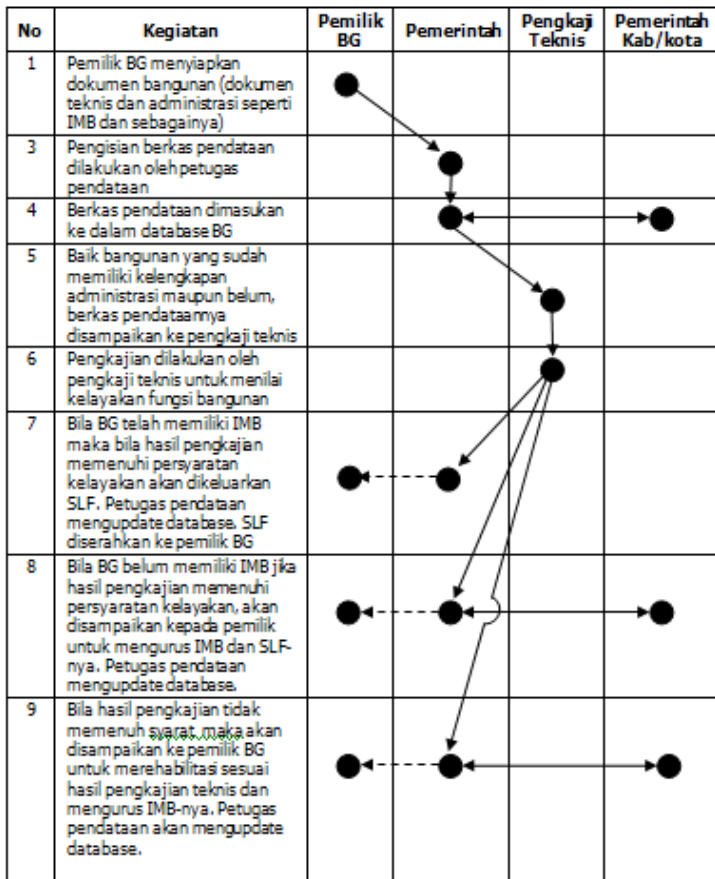 No
Kegiatan
Pemilik
BG
Pemerintah
Pengkaji
Teknis
Pemerintah
Kab/kota
1
Pemilik BG menyiapkan
dokumen bangunan (dokumen
teknis dan administrasi seperti
IMB dan sebagainya)
3
Pengisian berkas pendataan
dilakukan oleh petugas
pendataan
4
Berkas pendataan dimasukan
ke dalam database BG
5
Baik bangunan yang sudah
memiliki kelengkapan
administrasi maupun belum,
berkas pendataannya
disampaikan ke pengkaji teknis
6
Pengkajian dilakukan oleh
pengkaji teknis untuk menilai
kelayakan fungsi bangunan
7
Bila BG telah memiliki IMB
maka bila hasil pengkajian
memenuhi persyaratan
kelayakan akan dikeluarkan
SLF. Petugas pendataan
mengupdate database. SLF
diserahkan ke pemilik BG
8
Bila BG belum memiliki IMB jika
hasil pengkajian memenuhi
persyaratan kelayakan, akan
disampaikan kepada pemilik
untuk mengurus IMB dan SLF-
nya. Petugas pendataan
mengupdate database.
9
Bila hasil pengkajian tidak
memenuh syarat maka akan
disampaikan ke pemilik BG
untuk merehabilitasi sesuai
hasil pengkajian teknis dan
mengurus IMB-nya. Petugas
pendataan akan mengupdate
database.